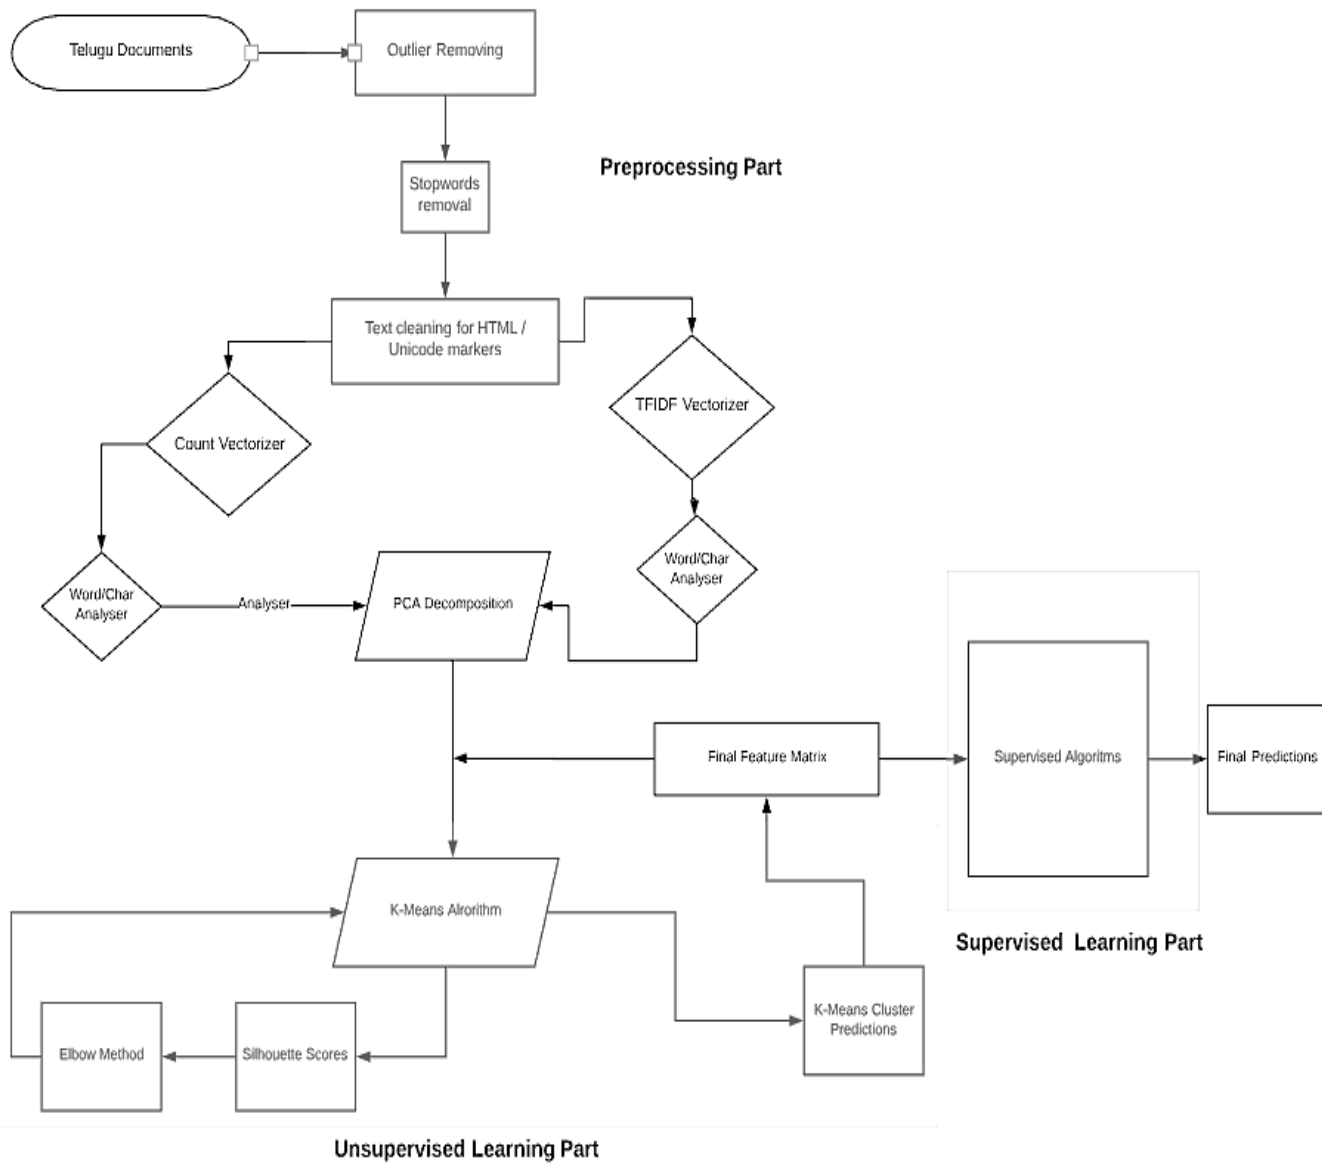 Telugu Documents
Outlier Removing
Preprocessing Part
Stopwords
removal
Text cleaning for HTML /
Unicode markers
TFIDF Vectorizer
Count Vectorizer
Word/Char
Analyser
Word/Char
Analyser
Analyser
PCA Decomposition
Final Feature Matrix
Supervised Algoritms
Final Predictions
K-Means Alrorithm
Supervised Learning Part
K-Means Cluster
Predictions
Elbow Method
Silhouette Scores
Unsupervised Learning Part